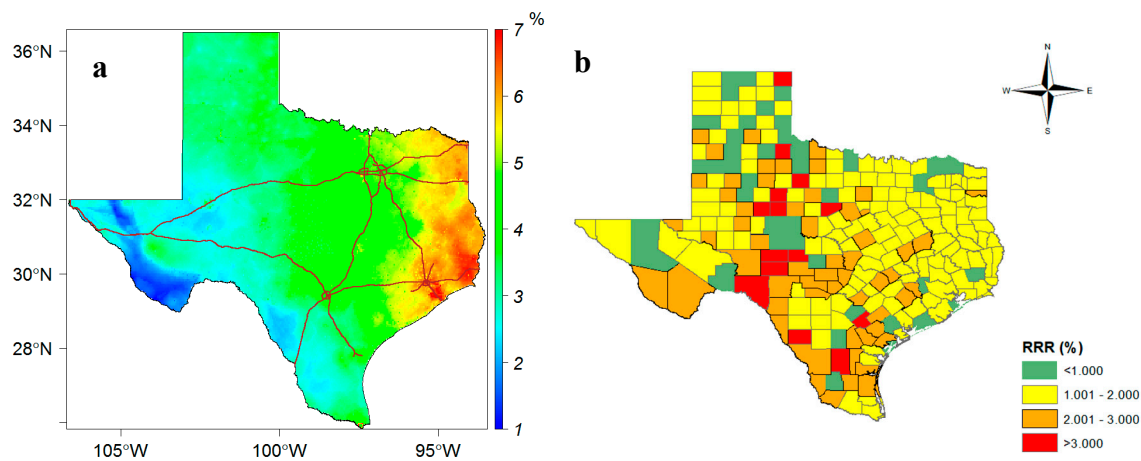 a
36°N
34°N
32°N
30°N
28°N
105°W
100°W
95°W
7 %
6
5
4
3
2
1
b
N
W
E
S
RRR (%)
<1.000
1.001 - 2.000
2.001 - 3.000
>3.000